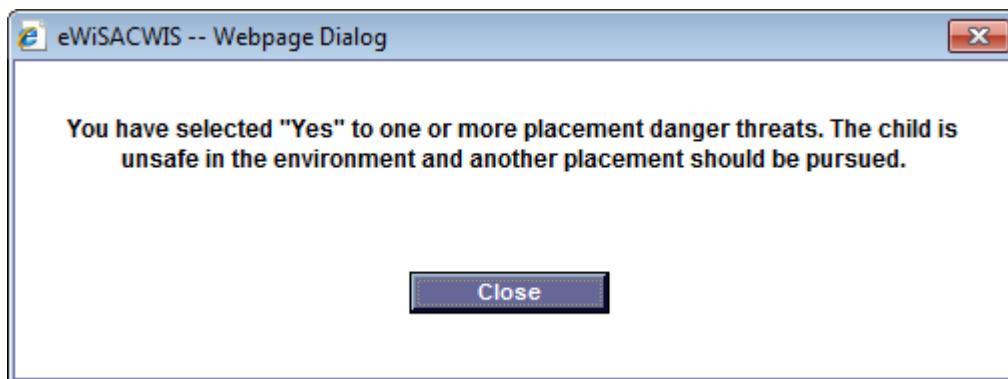 eWiSACWIS -- Webpage Dialog
You have selected "Yes" to one or more placement danger threats. The child is
unsafe in the environment and another placement should be pursued.
Close